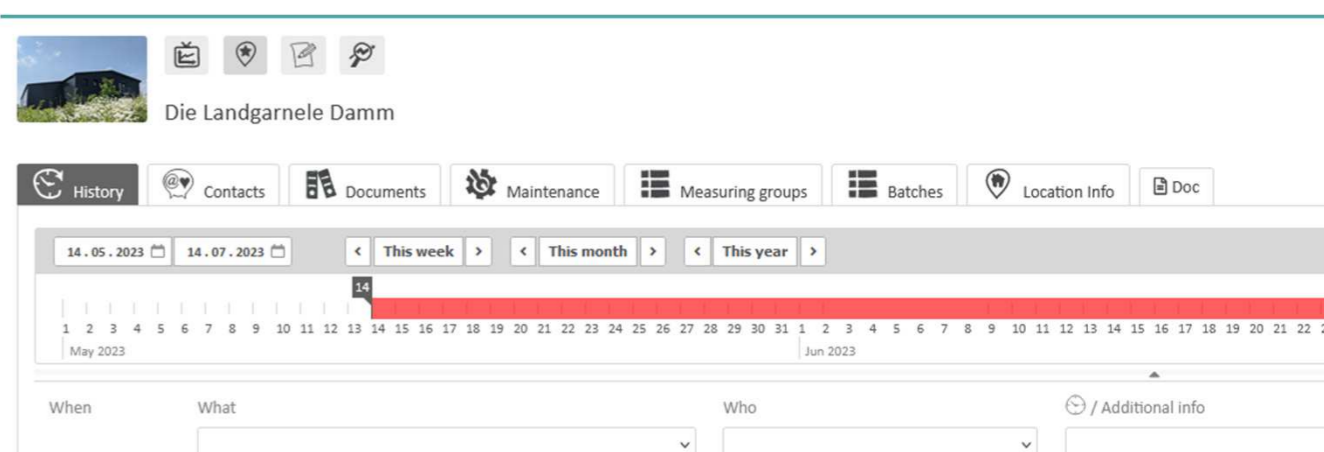 Die Landgarnele Damm
History Contacts Documents Maintenance Measuring groups Batches Location Info Doc
14.05.2023 14.07.2023 < This week > < This month > < This year >
14
1 2 3 4 5 6 7 8 9 10 11 12 13 14 15 16 17 18 19 20 21 22 23 24 25 26 27 28 29 30 31 1 2 3 4 5 6 7 8 9 10 11 12 13 14 15 16 17 18 19 20 21 22
May 2023 Jun 2023
When What Who / Additional info